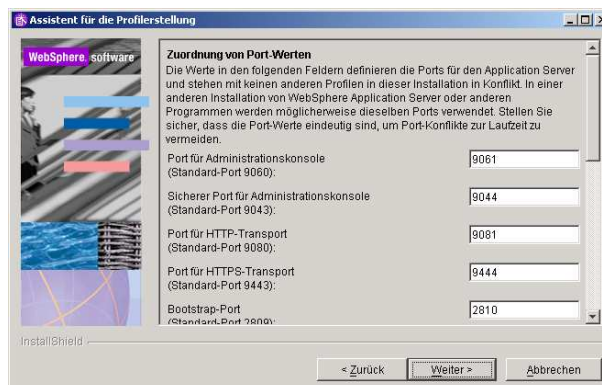 Assistent für die Profilerstellung
WebSphere. software
Zuordnung von Port-Werten
Die Werte in den folgenden Feldern definieren die Ports für den Application Server
und stehen mit keinen anderen Profilen in dieser Installation in Konflikt. In einer
anderen Installation von WebSphere Application Server oder anderen
Programmen werden möglicherweise dieselben Ports verwendet. Stellen Sie
sicher, dass die Port-Werte eindeutig sind, um Port-Konflikte zur Laufzeit zu
vermeiden.
Port für Administrationskonsole
(Standard-Port 9060):
9061
Sicherer Port für Administrationskonsole
(Standard-Port 9043):
9044
Port für HTTP-Transport
(Standard-Port 9080):
9081
Port für HTTPS-Transport
(Standard-Port 9443):
9444
Bootstrap-Port
(Standard-Port 2809):
2810
InstallShield
< Zurück
Weiter >
Abbrechen